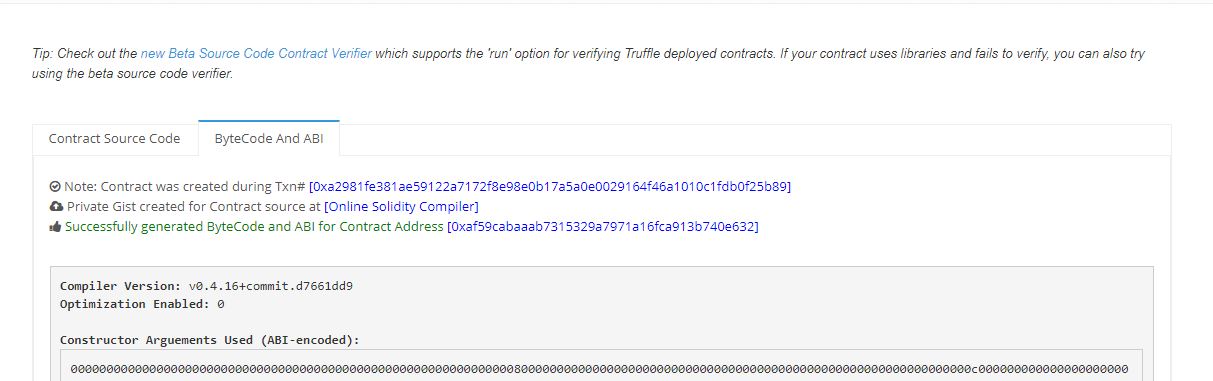 Tip: Check out the new Beta Source Code Contract Verifier which supports the 'run' option for verifying Truffle deployed contracts. If your contract uses libraries and fails to verify, you can also try
using the beta source code verifier.
Contract Source Code
ByteCode And ABI
Note: Contract was created during Txn# [0xa2981fe381ae59122a7172f8e98e0b17a5a0e0029164f46a1010c1fdb0f25b89]
Private Gist created for Contract source at [Online Solidity Compiler]
Successfully generated ByteCode and ABI for Contract Address [0xaf59cabaaab7315329a7971a16fca913b740e632]
Compiler Version: v0.4.16+commit.d7661dd9
Optimization Enabled: 0
Constructor Arguements Used (ABI-encoded):